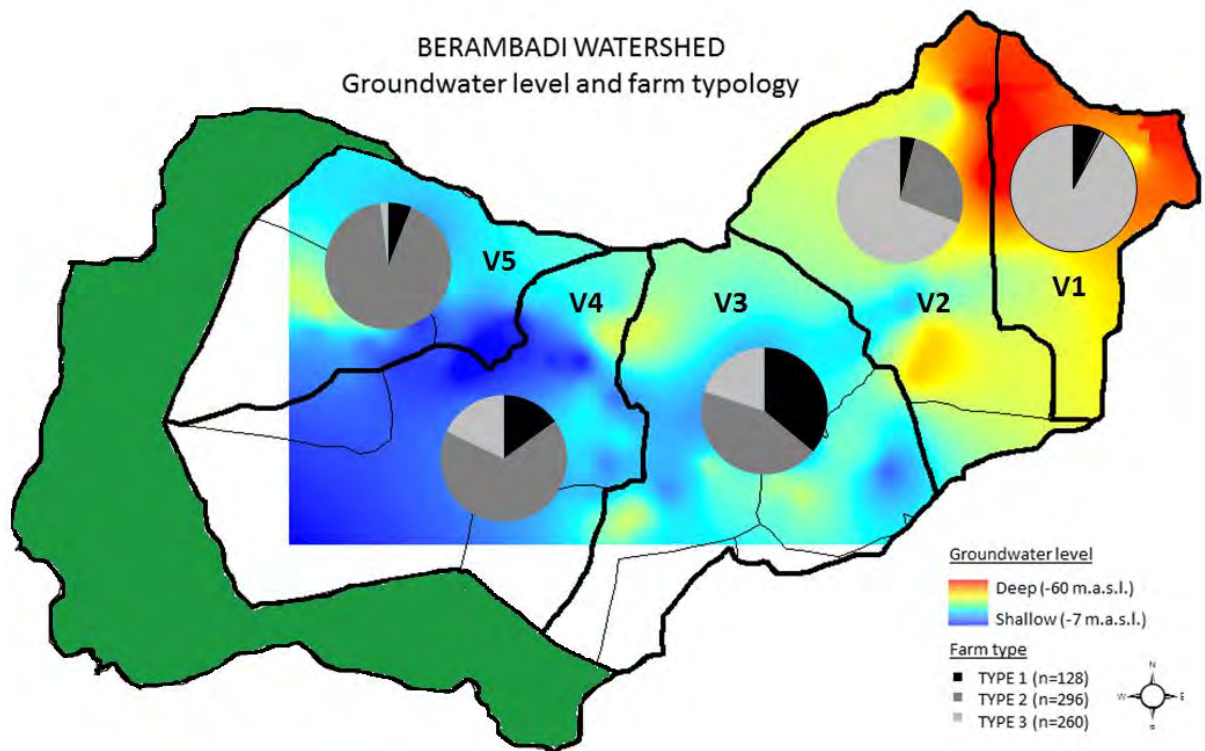 BERAMBADI WATERSHED
Groundwater level and farm typology
V5
V4
V3
V2
V1
Groundwater level
Deep (-60 m.a.s.l.)
Shallow (-7 m.a.s.l.)
Farm type
TYPE 1 (n=128)
TYPE 2 (n=296)
TYPE 3 (n=260)
N
W
E
S